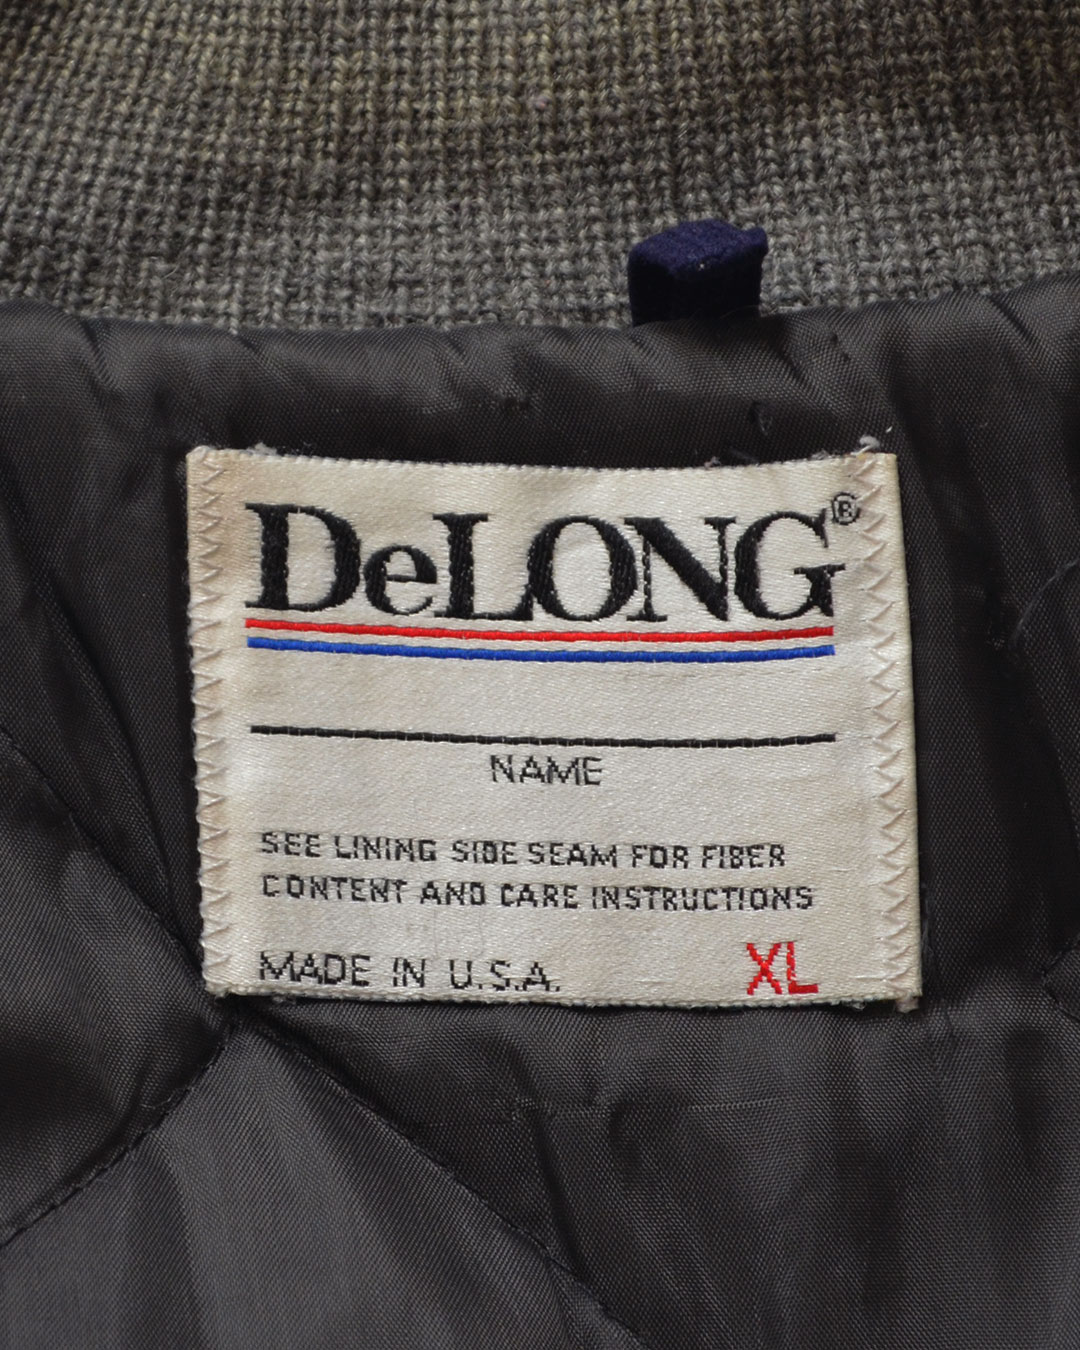 DeLONG®
NAME
SEE LINING SIDE SEAM FOR FIBER
CONTENT AND CARE INSTRUCTIONS
MADE IN U.S.A. XL